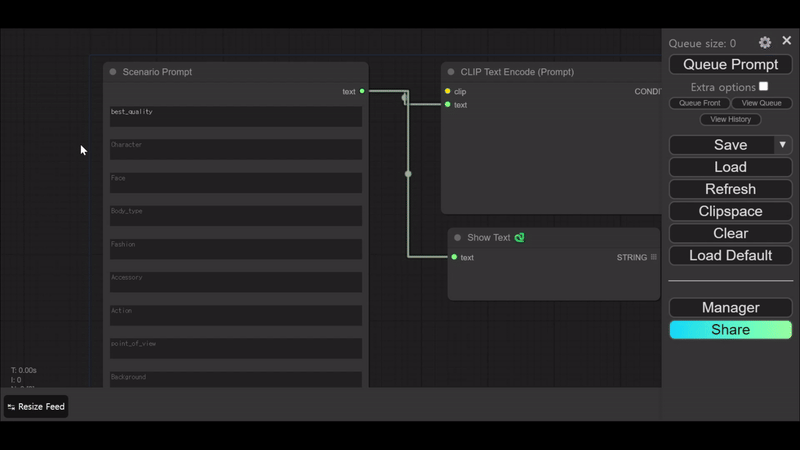 Scenario Prompt
text
best_quality
Character
Face
Body_type
Fashion
Accessory
Action
point_of_view
Background
CLIP Text Encode (Prompt)
clip
CONDI
text
Show Text
text
STRING
T: 0.00s
I: 0
Resize Feed
Queue size: 0
Queue Prompt
Extra options
Queue Front
View Queue
View History
Save
Load
Refresh
Clipspace
Clear
Load Default
Manager
Share